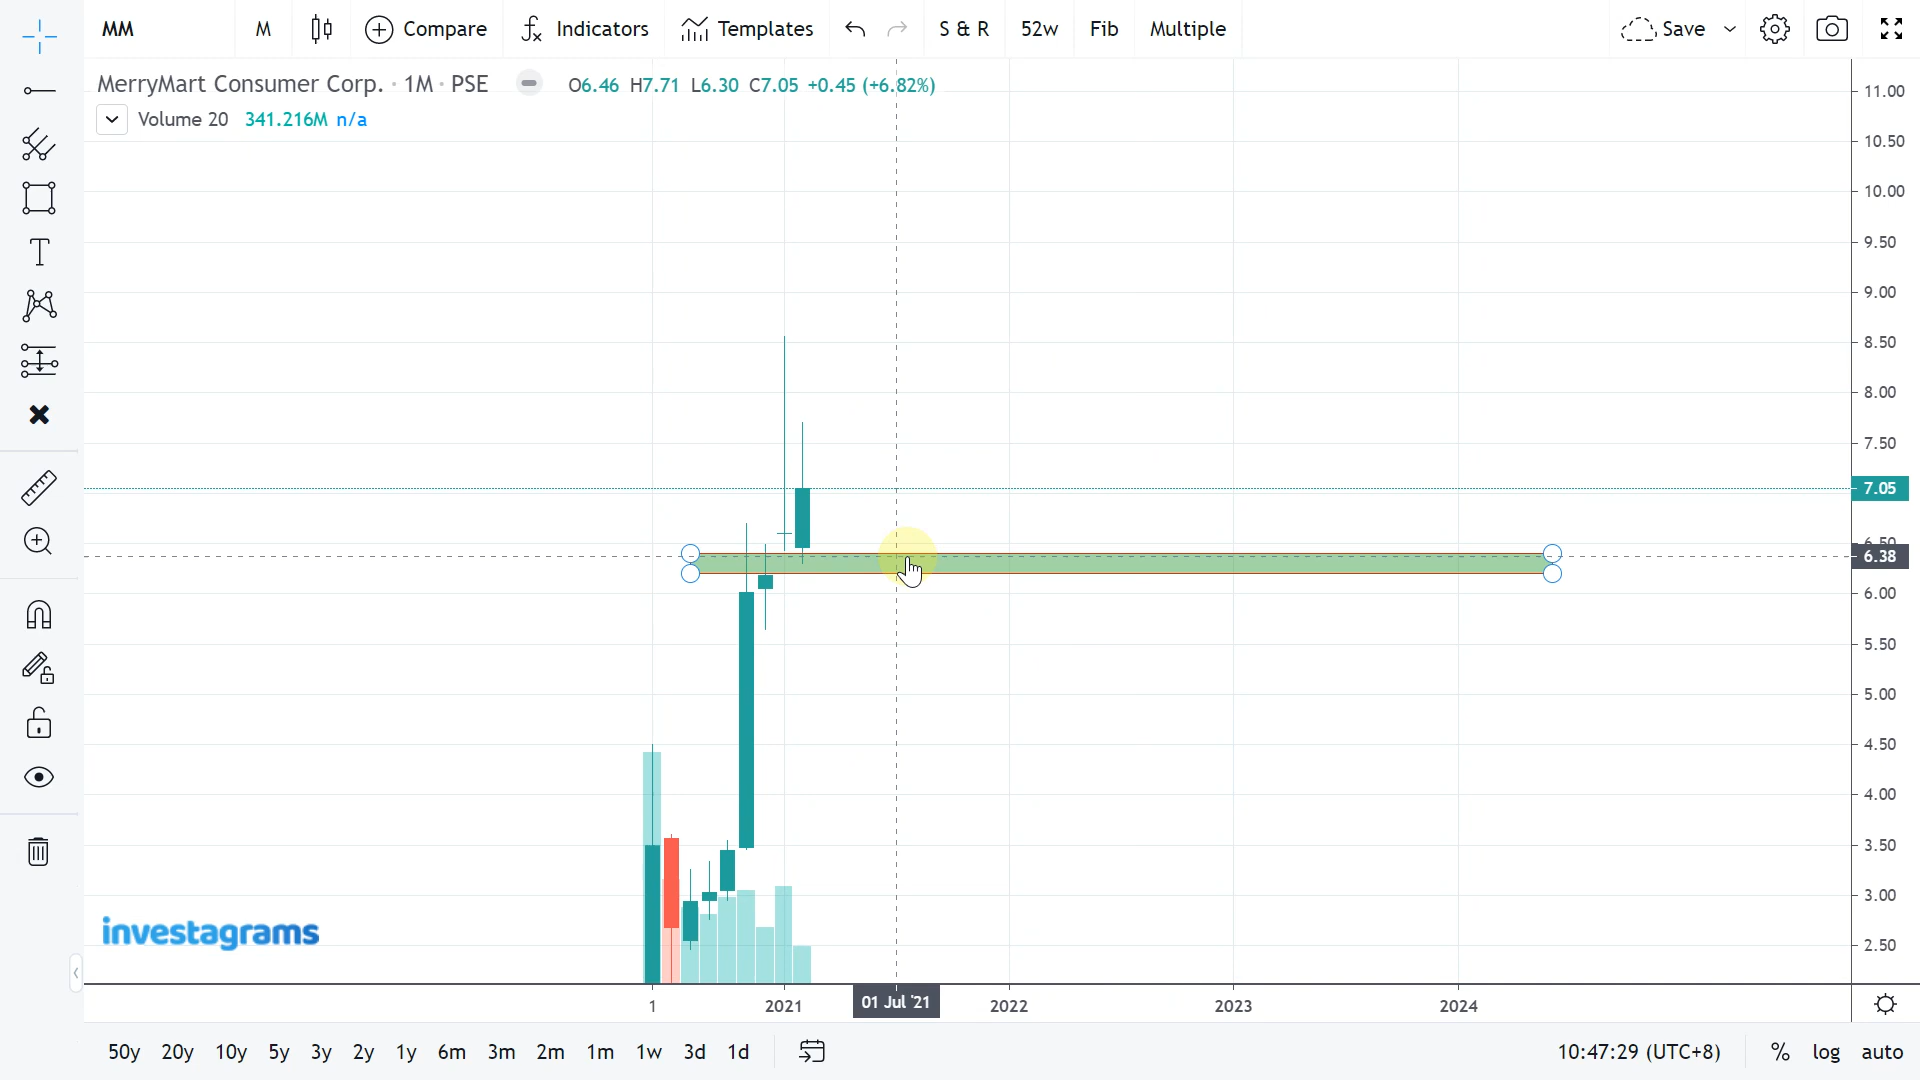 MM
M
Compare
Indicators
Templates
S & R
52w
Fib
Multiple
Save
MerryMart Consumer Corp. · 1M · PSE
O6.46 H7.71 L6.30 C7.05 +0.45 (+6.82%)
Volume 20 341.216M n/a
11.00
10.50
10.00
9.50
9.00
8.50
8.00
7.50
7.05
6.50
6.38
6.00
5.50
5.00
4.50
4.00
3.50
3.00
2.50
investagrams
1
2021
01 Jul '21
2022
2023
2024
50y 20y 10y 5y 3y 2y 1y 6m 3m 2m 1m 1w 3d 1d
10:47:29 (UTC+8)
% log auto